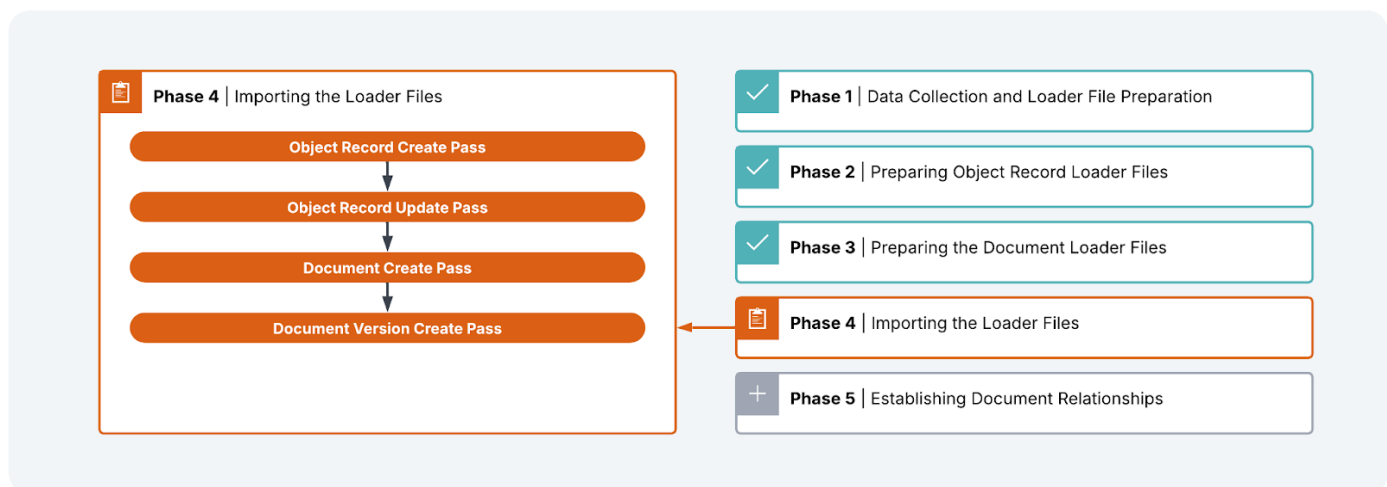 Phase 4 | Importing the Loader Files
Object Record Create Pass
Object Record Update Pass
Document Create Pass
Document Version Create Pass
Phase 1 | Data Collection and Loader File Preparation
Phase 2 | Preparing Object Record Loader Files
Phase 3 | Preparing the Document Loader Files
Phase 4 | Importing the Loader Files
Phase 5 | Establishing Document Relationships